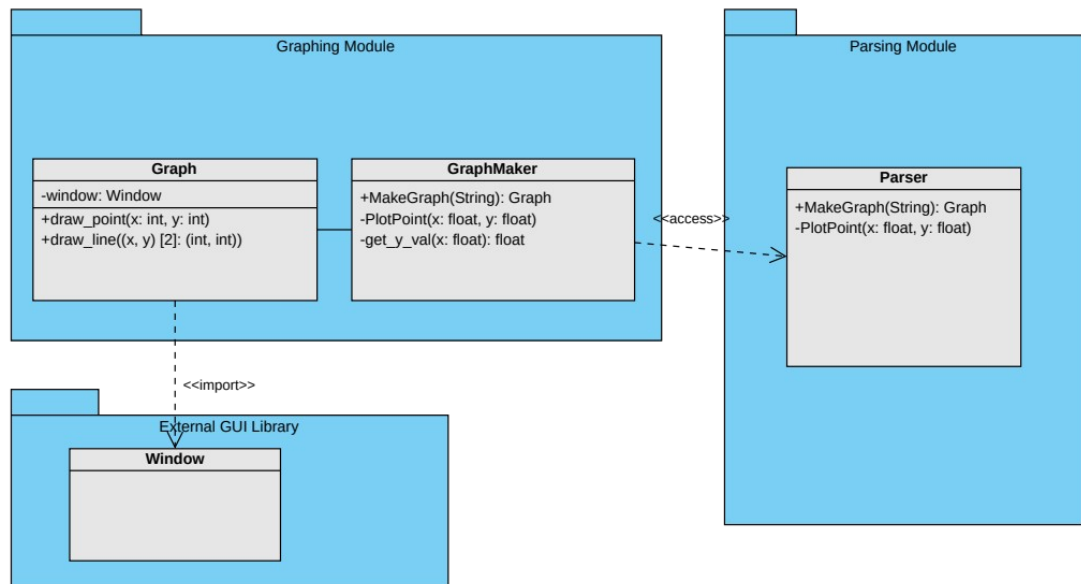 Graphing Module
Graph
-window: Window
+draw_point(x: int, y: int)
+draw_line((x, y) [2]: (int, int))
GraphMaker
+MakeGraph(String): Graph
-PlotPoint(x: float, y: float)
-get_y_val(x: float): float
<<access>>
Parsing Module
Parser
+MakeGraph(String): Graph
-PlotPoint(x: float, y: float)
<<import>>
External GUI Library
Window